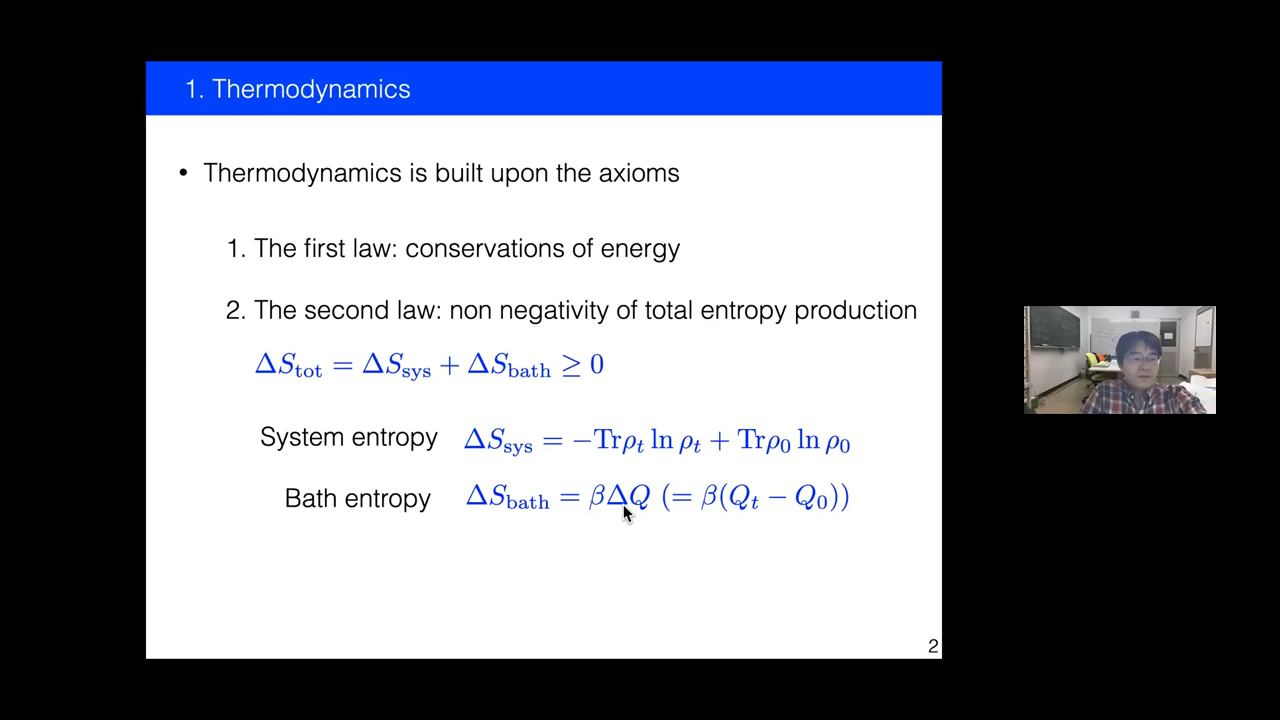 1. Thermodynamics
• Thermodynamics is built upon the axioms
1. The first law: conservations of energy
2. The second law: non negativity of total entropy production
ΔS_tot = ΔS_sys + ΔS_bath ≥ 0
System entropy ΔS_sys = −Trρ_t ln ρ_t + Trρ_0 ln ρ_0
Bath entropy ΔS_bath = βΔQ (= β(Q_t − Q_0))
2